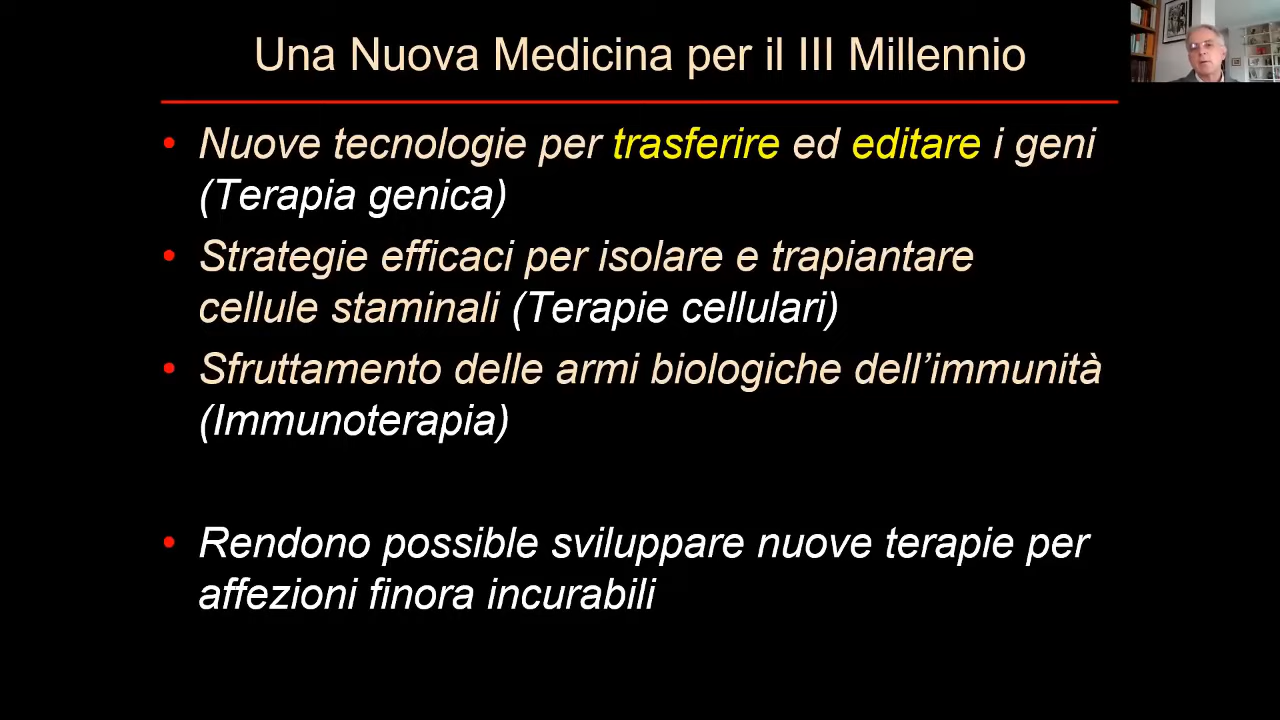 Una Nuova Medicina per il III Millennio
• Nuove tecnologie per trasferire ed editare i geni
(Terapia genica)
• Strategie efficaci per isolare e trapiantare
cellule staminali (Terapie cellulari)
• Sfruttamento delle armi biologiche dell’immunità
(Immunoterapia)
• Rendono possible sviluppare nuove terapie per
affezioni finora incurabili